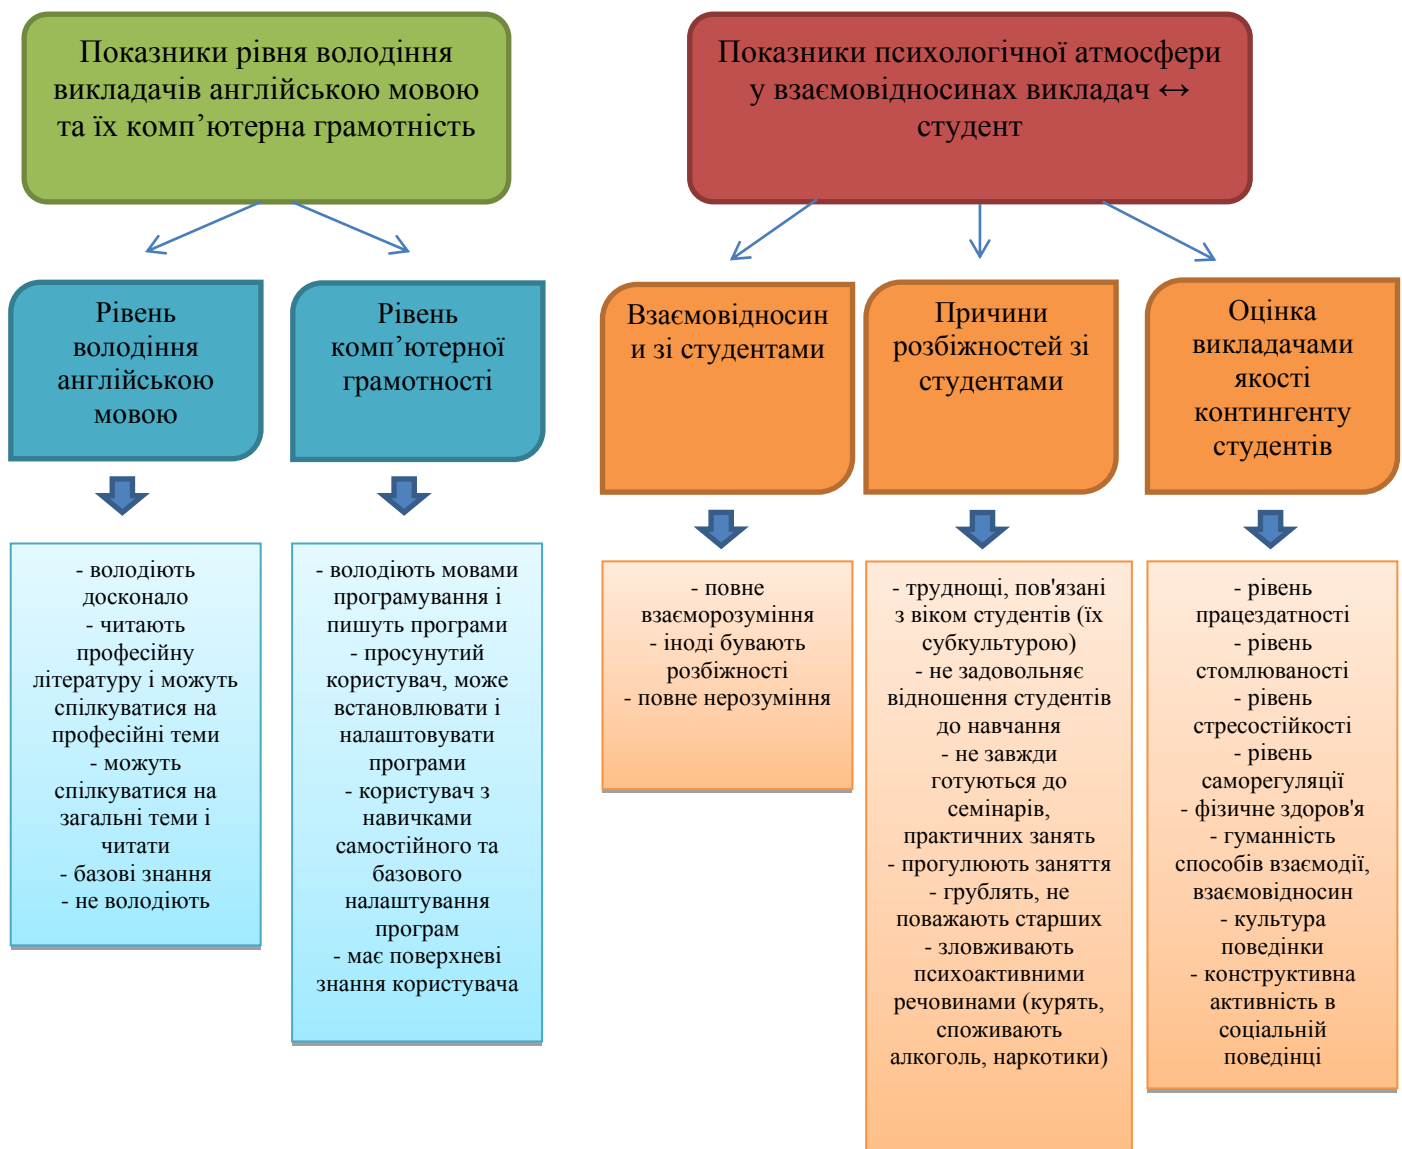 Показники рівня володіння
викладачів англійською мовою
та їх комп’ютерна грамотність
Показники психологічної атмосфери
у взаємовідносинах викладач ↔
студент
Рівень
володіння
англійською
мовою
Рівень
комп’ютерної
грамотності
Взаємовідносин
и зі студентами
Причини
розбіжностей зі
студентами
Оцінка
викладачами
якості
контингенту
студентів
- володіють
досконало
- читають
професійну
літературу і можуть
спілкуватися на
професійні теми
- можуть
спілкуватися на
загальні теми і
читати
- базові знання
- не володіють
- володіють мовами
програмування і
пишуть програми
- просунутий
користувач, може
встановлювати і
налаштовувати
програми
- користувач з
навичками
самостійного та
базового
налаштування
програм
- має поверхневі
знання користувача
- повне
взаєморозуміння
- іноді бувають
розбіжності
- повне нерозуміння
- труднощі, пов'язані
з віком студентів (їх
субкультурою)
- не задовольняє
відношення студентів
до навчання
- не завжди
готуються до
семінарів,
практичних занять
- прогулюють заняття
- грублять, не
поважають старших
- зловживають
психоактивними
речовинами (курять,
споживають
алкоголь, наркотики)
- рівень
працездатності
- рівень
стомлюваності
- рівень
стресостійкості
- рівень
саморегуляції
- фізичне здоров'я
- гуманність
способів взаємодії,
взаємовідносин
- культура
поведінки
- конструктивна
активність в
соціальній
поведінці